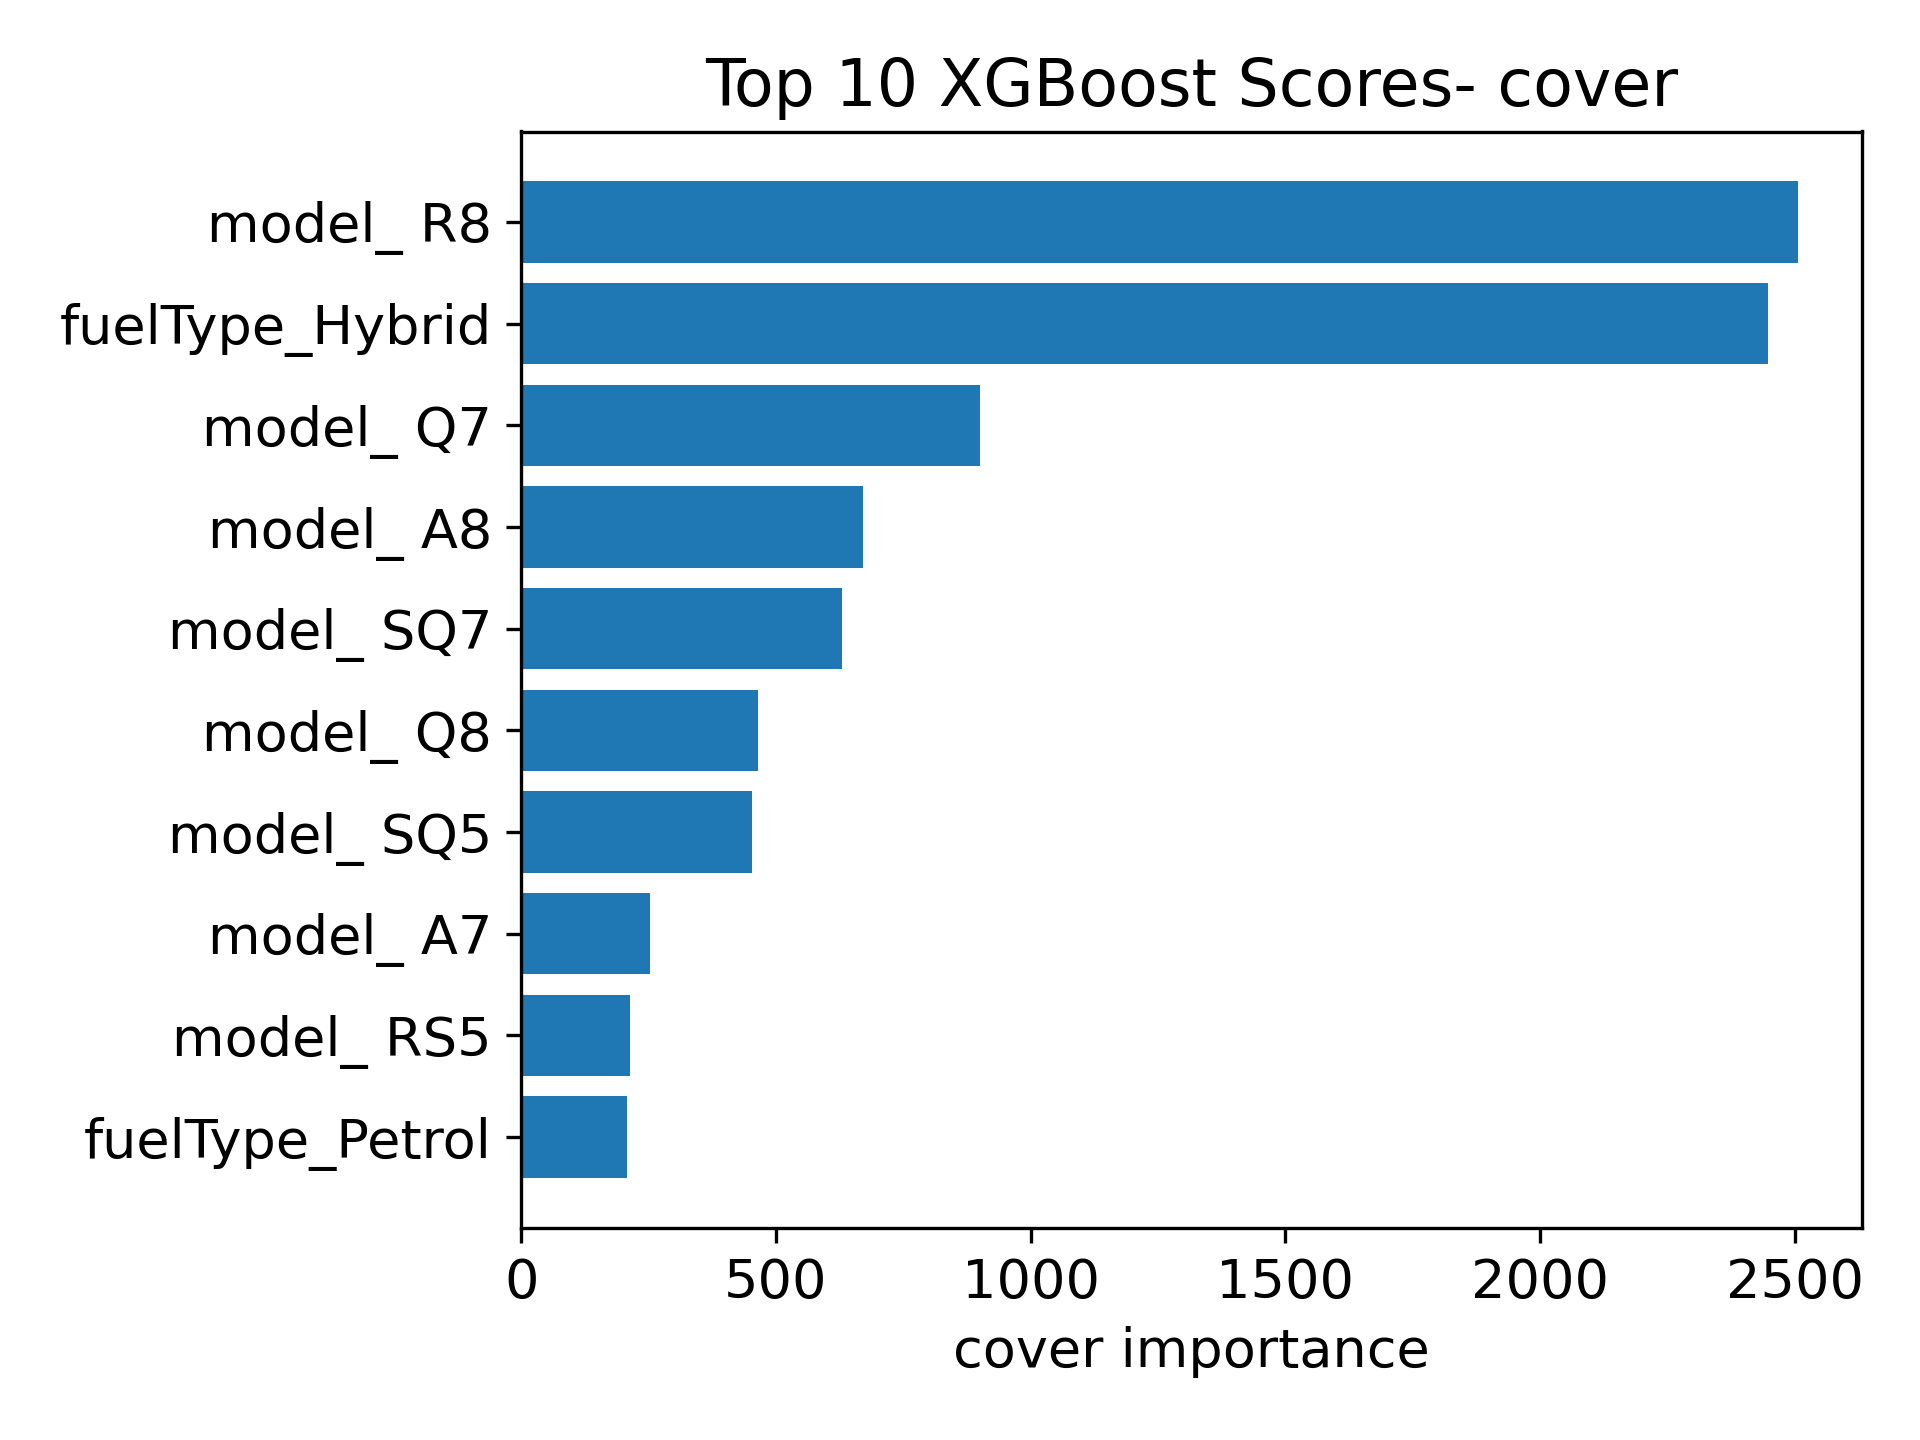 Top 10 XGBoost Scores- cover
model_ R8
fuelType_Hybrid
model_ Q7
model_ A8
model_ SQ7
model_ Q8
model_ SQ5
model_ A7
model_ RS5
fuelType_Petrol
0 500 1000 1500 2000 2500
cover importance